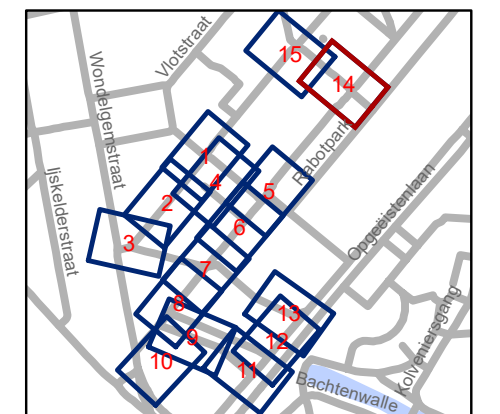 Vlotstraat
15
14
Wondelgemstraat
Rabotpark
1
4
5
2
Ijskelderstraat
Opgeëistenlaan
6
3
7
8
13
9
12
10
11
Kolveniersgang
Bachtenwalle